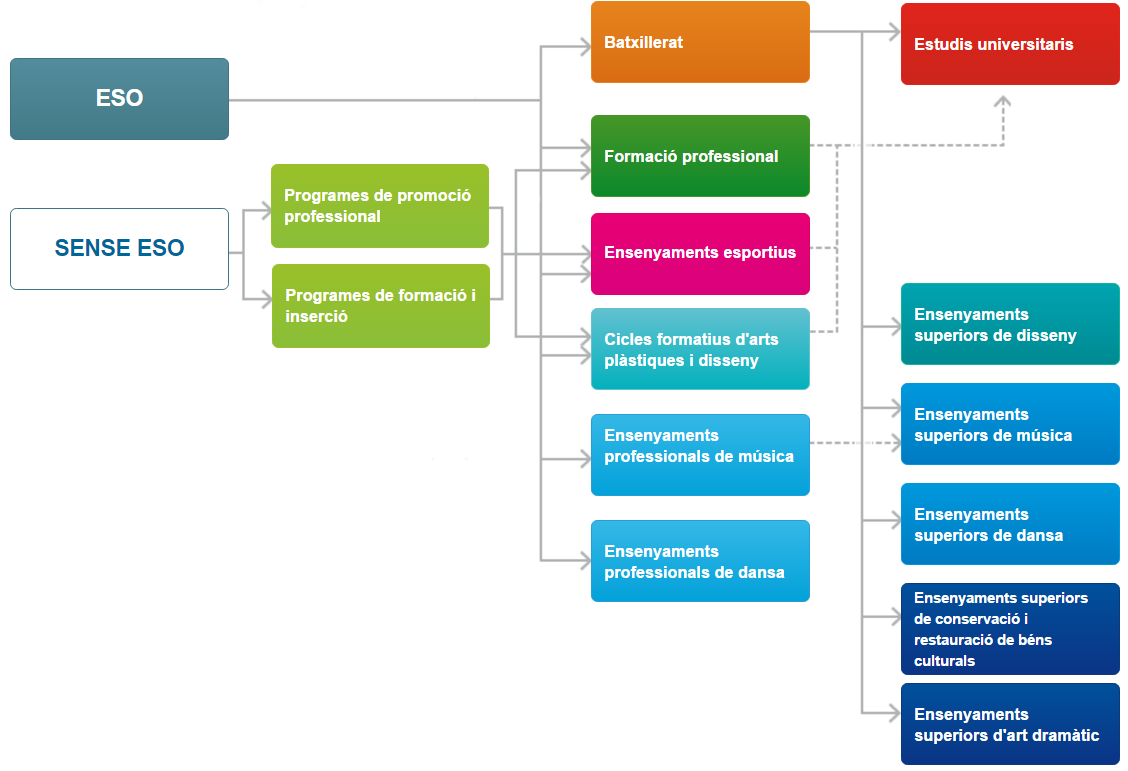 ESO
SENSE ESO
Programes de promoció
professional
Programes de formació i
inserció
Batxillerat
Formació professional
Ensenyaments esportius
Cicles formatius d'arts
plàstiques i disseny
Ensenyaments
professionals de música
Ensenyaments
professionals de dansa
Estudis universitaris
Ensenyaments
superiors de disseny
Ensenyaments
superiors de música
Ensenyaments
superiors de dansa
Ensenyaments superiors
de conservació i
restauració de béns
culturals
Ensenyaments
superiors d'art dramàtic